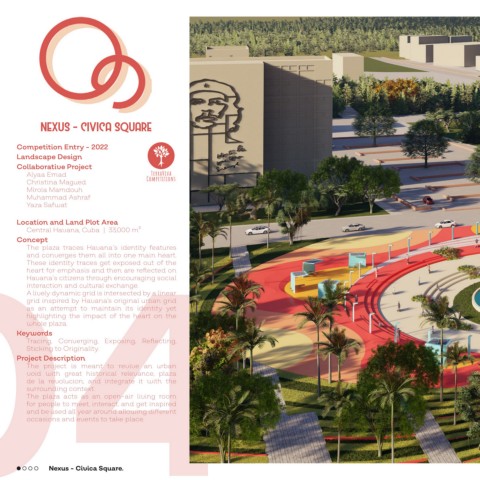 NEXUS - CIVICA SQUARE
Competition Entry - 2022
Landscape Design
Collaborative Project
Alyaa Emad
Christina Magued
Mirola Mamdouh
Muhammad Ashraf
Yaza Safwat
TerraViva
Competitions
Location and Land Plot Area
Central Havana, Cuba | 33,000 m²
Concept
The plaza traces Havana's identity features
and converges them all into one main heart.
These identity traces get exposed out of the
heart for emphasis and then are reflected on
Havana's citizens through encouraging social
interaction and cultural exchange.
A lively dynamic grid is intersected by a linear
grid inspired by Havana's original urban grid
as an attempt to maintain its identity yet
highlighting the impact of the heart on the
whole plaza.
Keywords
Tracing, Converging, Exposing, Reflecting,
Sticking to Originality.
Project Description
The project is meant to revive an urban
void with great historical relevance, plaza
de la revolucion, and integrate it with the
surrounding context.
The plaza acts as an open air living room
for people to meet, interact, and get inspired
and be used all year around allowing different
occasions and events to take place.
04
Nexus - Civica Square.